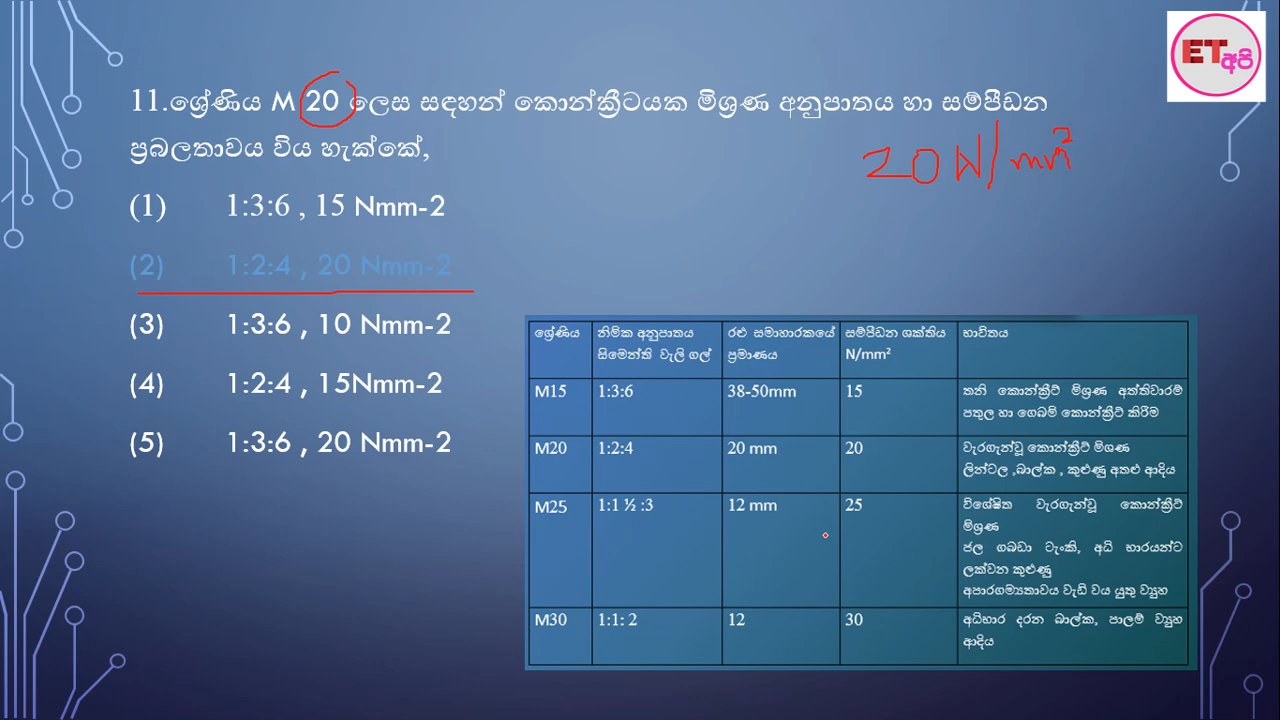 ET අපි
11.ශ්‍රේණිය M 20 ලෙස සඳහන් කොන්ක්‍රීටයක මිශ්‍රණ අනුපාතය හා සම්පීඩන
ප්‍රබලතාවය විය හැක්කේ,
20 N/mm²
(1) 1:3:6 , 15 Nmm-2
(2) 1:2:4 , 20 Nmm-2
(3) 1:3:6 , 10 Nmm-2
(4) 1:2:4 , 15Nmm-2
(5) 1:3:6 , 20 Nmm-2
ශ්‍රේණිය නිම්ක අනුපාතය රළු සමාහාරකයේ සම්පීඩන ශක්තිය භාවිතය
සිමෙන්ති වැලි ගල් ප්‍රමාණය N/mm²
M15 1:3:6 38-50mm 15 තනි කොන්ක්‍රීට් මිශ්‍රණ අත්තිවාරම්
පතුල හා ගෙබම් කොන්ක්‍රීට් කිරීම
M20 1:2:4 20 mm 20 වැරගැන්වූ කොන්ක්‍රීට් මිශණ
ලින්ටල ,බාල්ක , කුළුණු අතළු ආදිය
M25 1:1 ½ :3 12 mm 25 විශේෂිත වැරගැන්වූ කොන්ක්‍රීට්
මිශ්‍රණ
ජල ගබඩා ටැංකි, අධි භාරයන්ට
ලක්වන කුළුණු
අපාරගම්‍යතාවය වැඩි විය යුතු ව්‍යුහ
M30 1:1: 2 12 30 අධිභාර දරන බාල්ක, පාලම් ව්‍යුහ
ආදිය